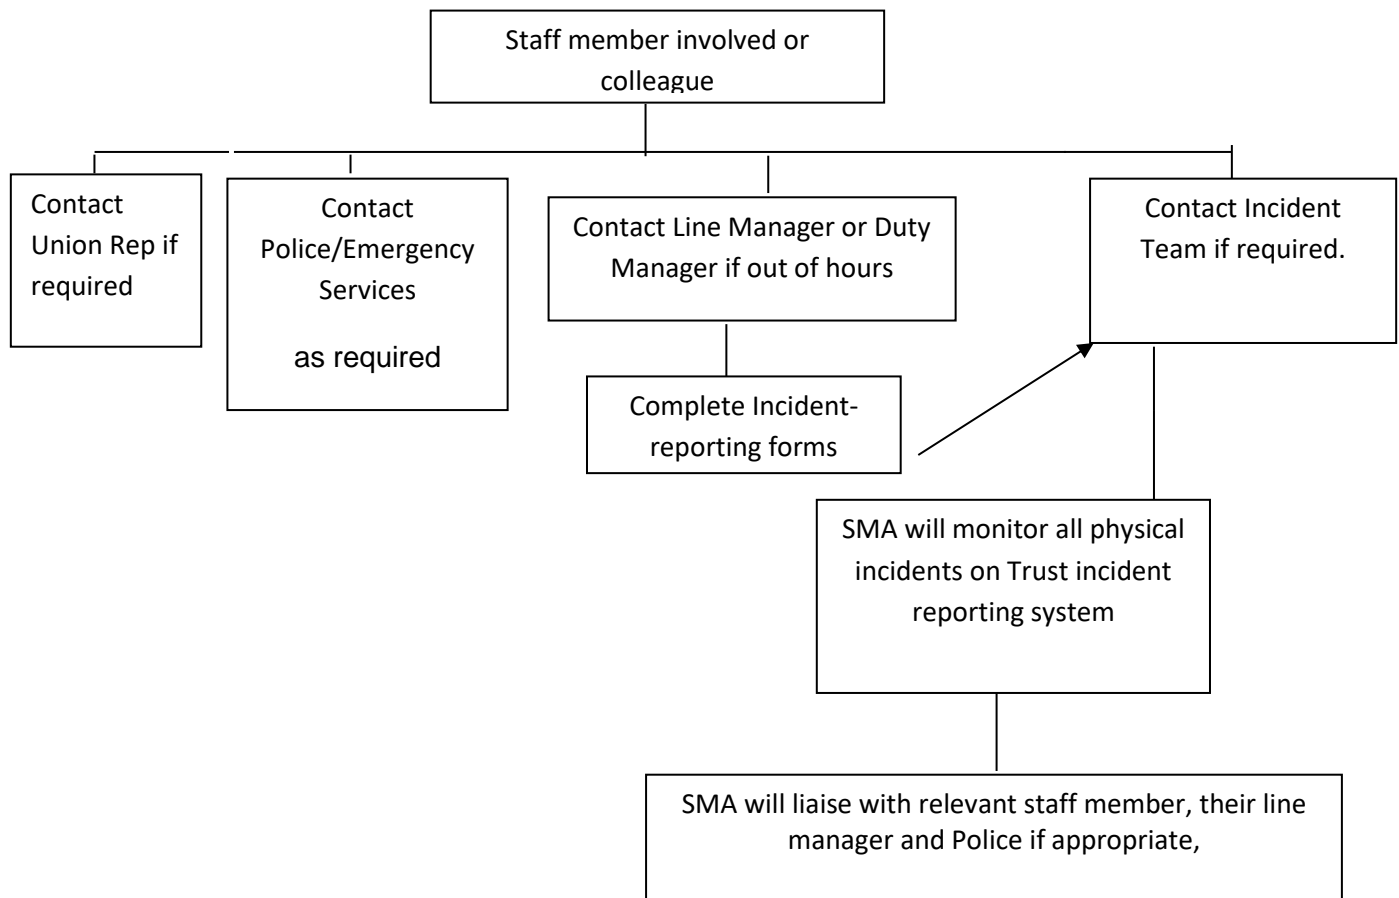 Staff member involved or
colleague
Contact
Union Rep if
required
Contact
Police/Emergency
Services
as required
Contact Line Manager or Duty
Manager if out of hours
Contact Incident
Team if required.
Complete Incident-
reporting forms
SMA will monitor all physical
incidents on Trust incident
reporting system
SMA will liaise with relevant staff member, their line
manager and Police if appropriate,